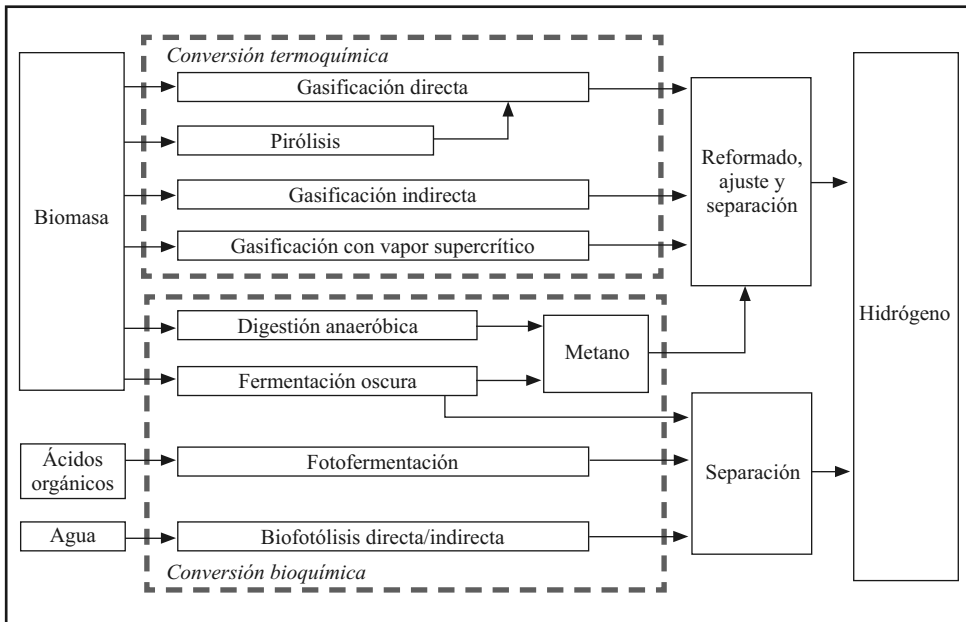 Conversión termoquímica
Gasificación directa
Pirólisis
Gasificación indirecta
Gasificación con vapor supercrítico
Biomasa
Reformado,
ajuste y
separación
Hidrógeno
Digestión anaeróbica
Metano
Fermentación oscura
Ácidos
orgánicos
Fotofermentación
Separación
Agua
Biofotólisis directa/indirecta
Conversión bioquímica